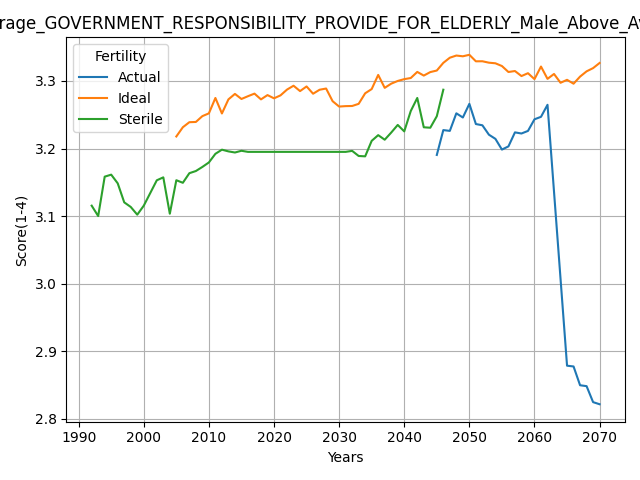 rage_GOVERNMENT_RESPONSIBILITY_PROVIDE_FOR_ELDERLY_Male_Above_Av
Fertility
Actual
Ideal
Sterile
Score(1-4)
3.3
3.2
3.1
3.0
2.9
2.8
1990 2000 2010 2020 2030 2040 2050 2060 2070
Years